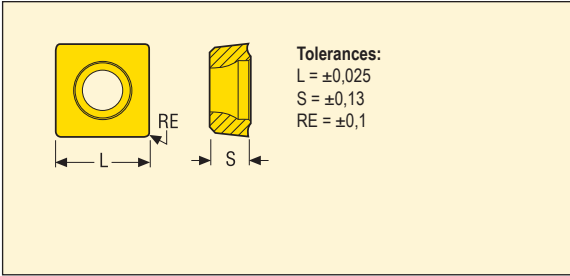 Tolerances:
L = ±0,025
S = ±0,13
RE = ±0,1
RE
L
S